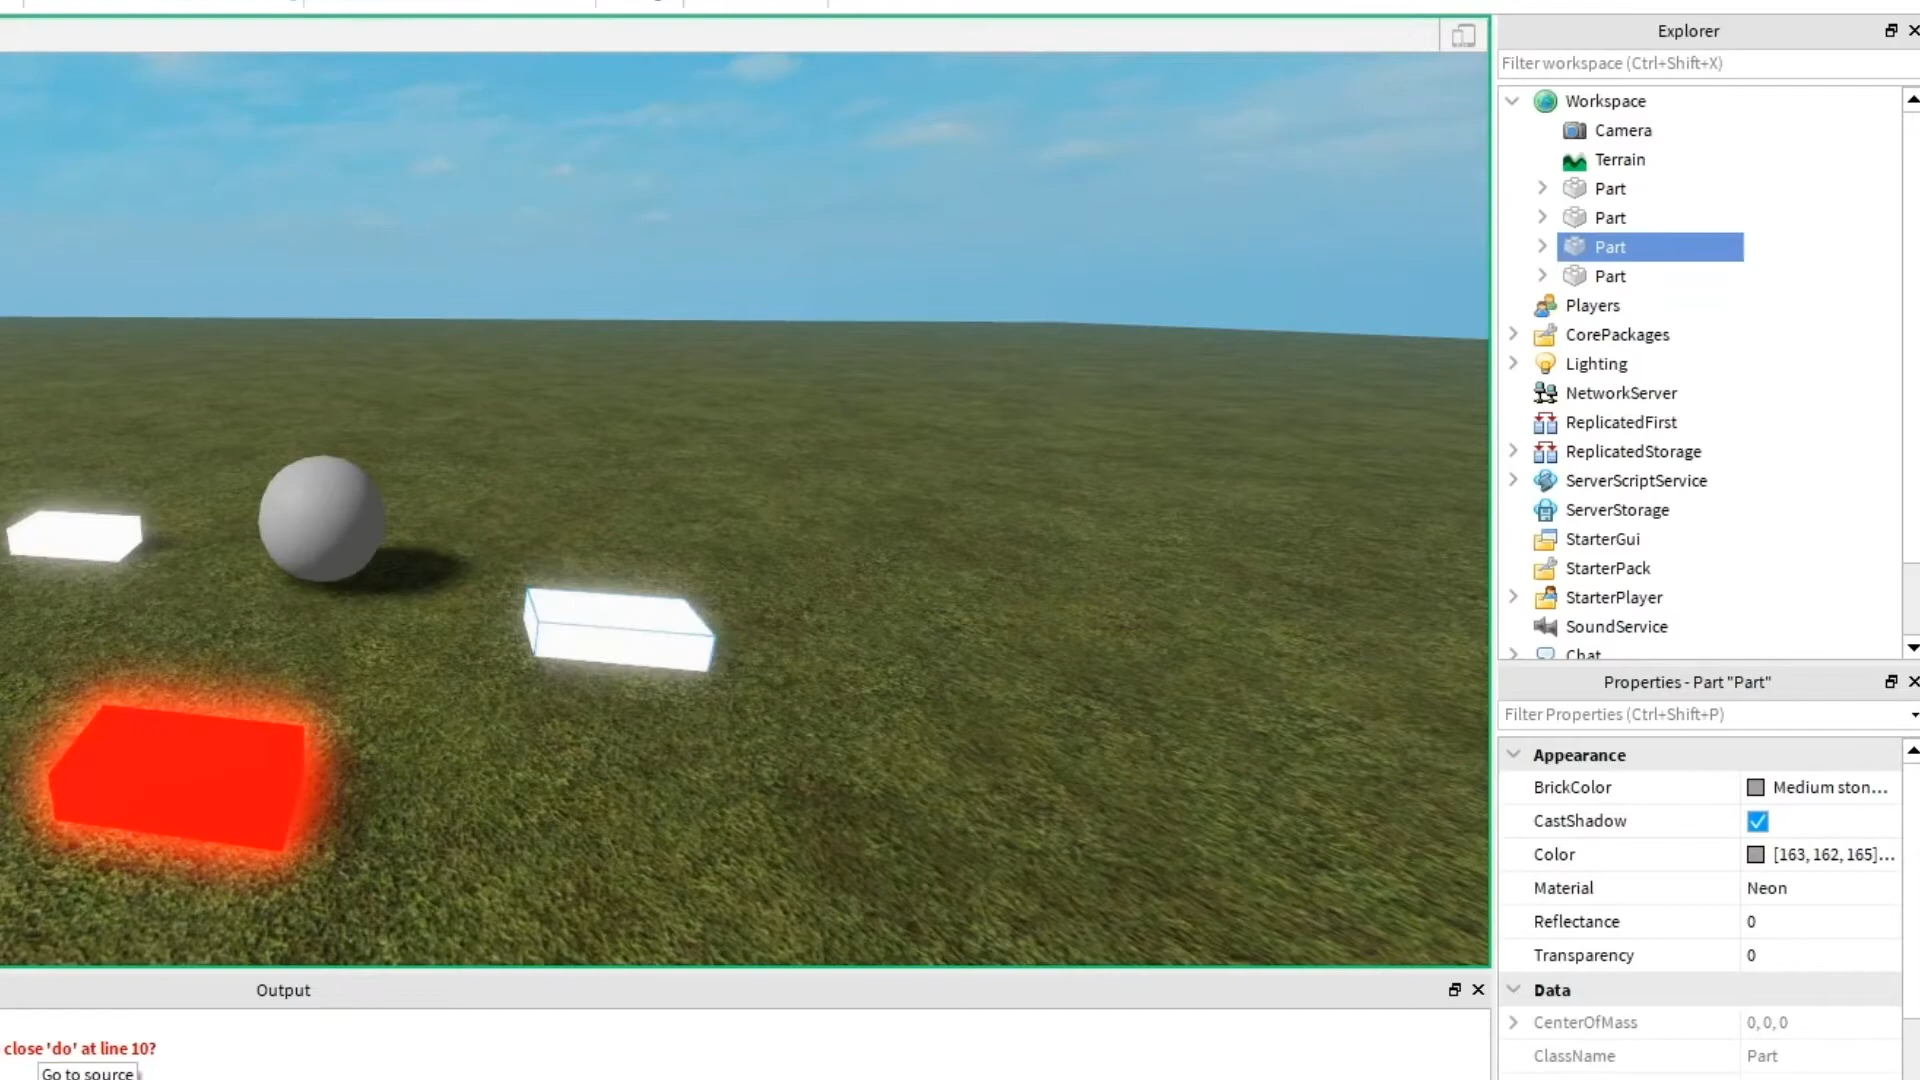 Explorer
Filter workspace (Ctrl+Shift+X)
Workspace
Camera
Terrain
Part
Part
Part
Part
Players
CorePackages
Lighting
NetworkServer
ReplicatedFirst
ReplicatedStorage
ServerScriptService
ServerStorage
StarterGui
StarterPack
StarterPlayer
SoundService
Chat
Properties - Part "Part"
Filter Properties (Ctrl+Shift+P)
Appearance
BrickColor Medium ston...
CastShadow
Color [163, 162, 165]...
Material Neon
Reflectance 0
Transparency 0
Data
CenterOfMass 0, 0, 0
ClassName Part
Output
close 'do' at line 10?
Go to source